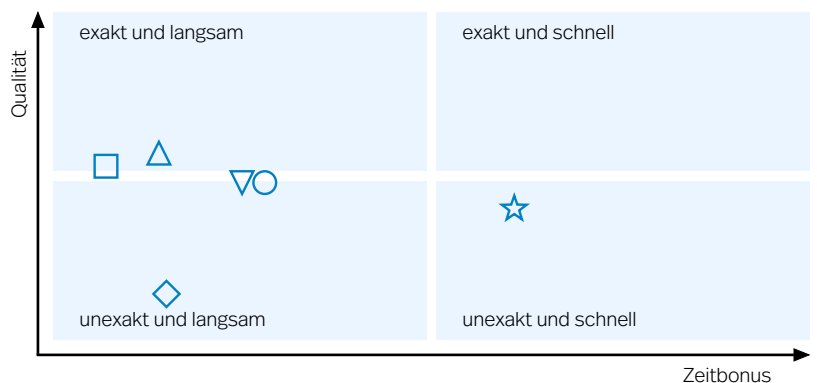 exakt und langsam
exakt und schnell
Qualität
unexakt und langsam
unexakt und schnell
Zeitbonus